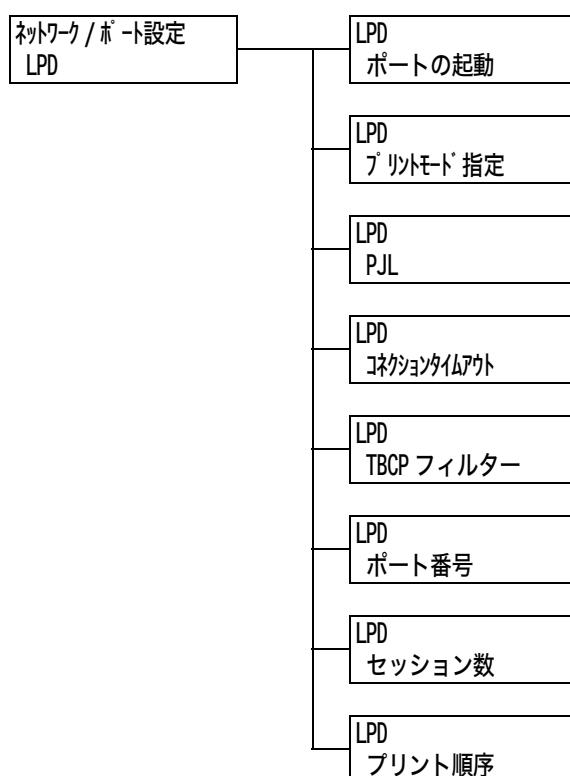 ﾈｯﾄﾜｰｸ / ﾎﾟｰﾄ設定
LPD
LPD
ポートの起動
LPD
ﾌﾟﾘﾝﾄﾓｰﾄﾞ指定
LPD
PJL
LPD
ｺﾈｸｼｮﾝﾀｲﾑｱｳﾄ
LPD
TBCP フィルター
LPD
ポート番号
LPD
セッション数
LPD
プリント順序